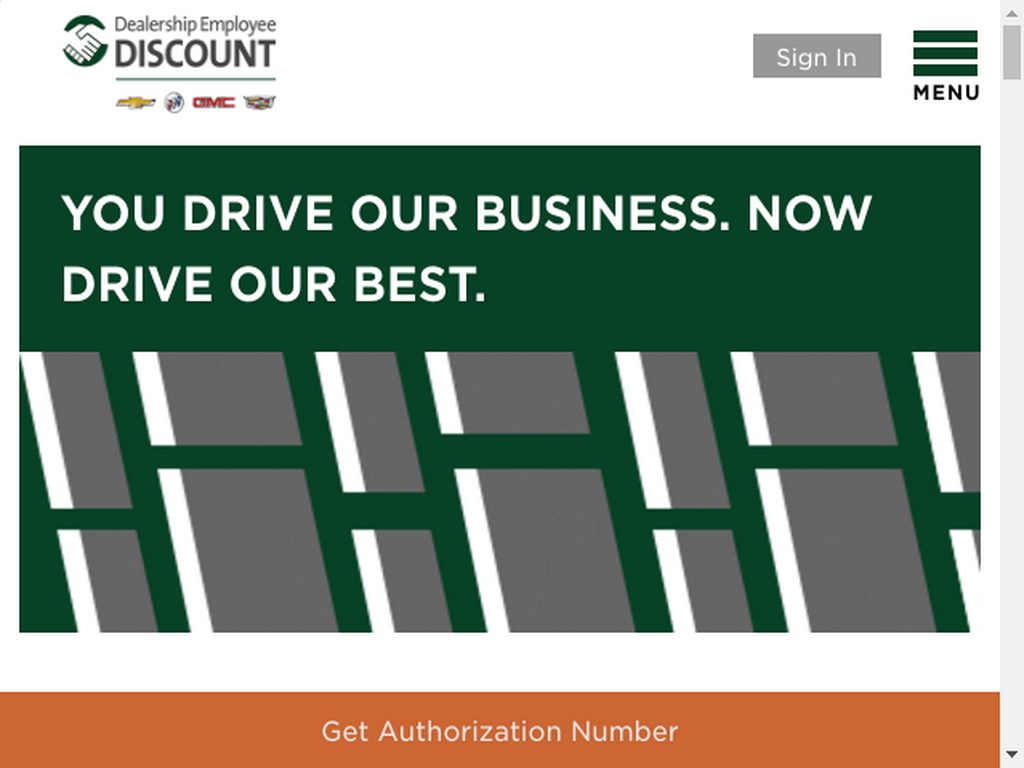 Dealership Employee
DISCOUNT
GMC
Sign In
MENU
YOU DRIVE OUR BUSINESS. NOW
DRIVE OUR BEST.
Get Authorization Number